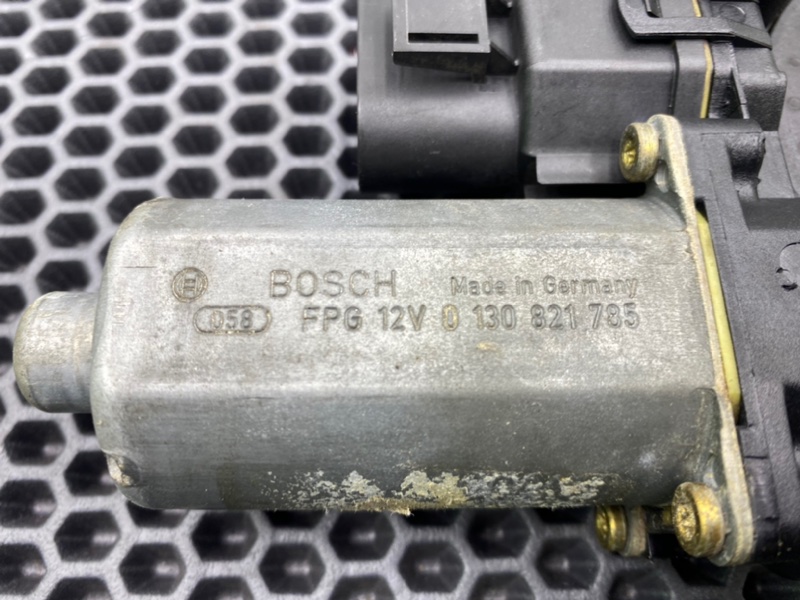 BOSCH Made in Germany
058 FPG 12V 0 130 821 785